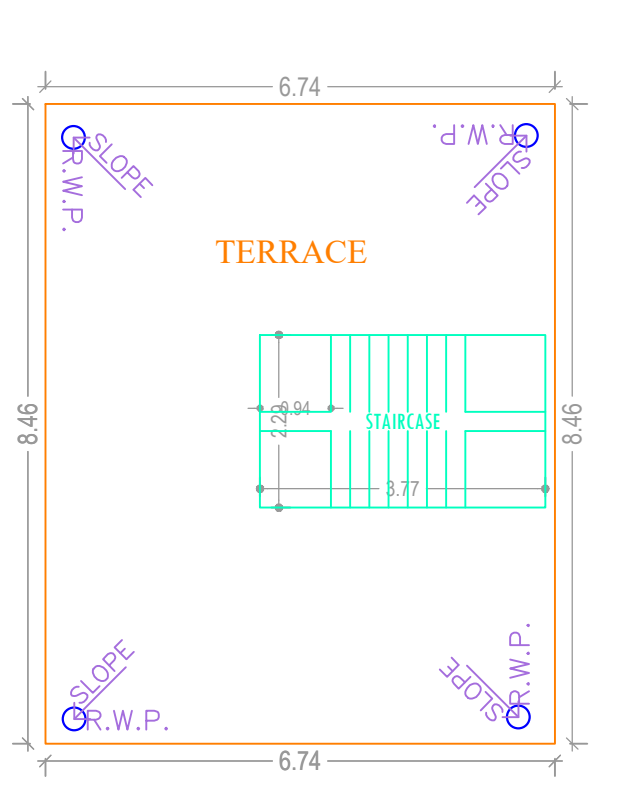 6.74
R.W.P.
SLOPE
R.W.P.
SLOPE
TERRACE
8.46
2.29
0.94
STAIRCASE
8.46
3.77
SLOPE
R.W.P.
SLOPE
R.W.P.
6.74